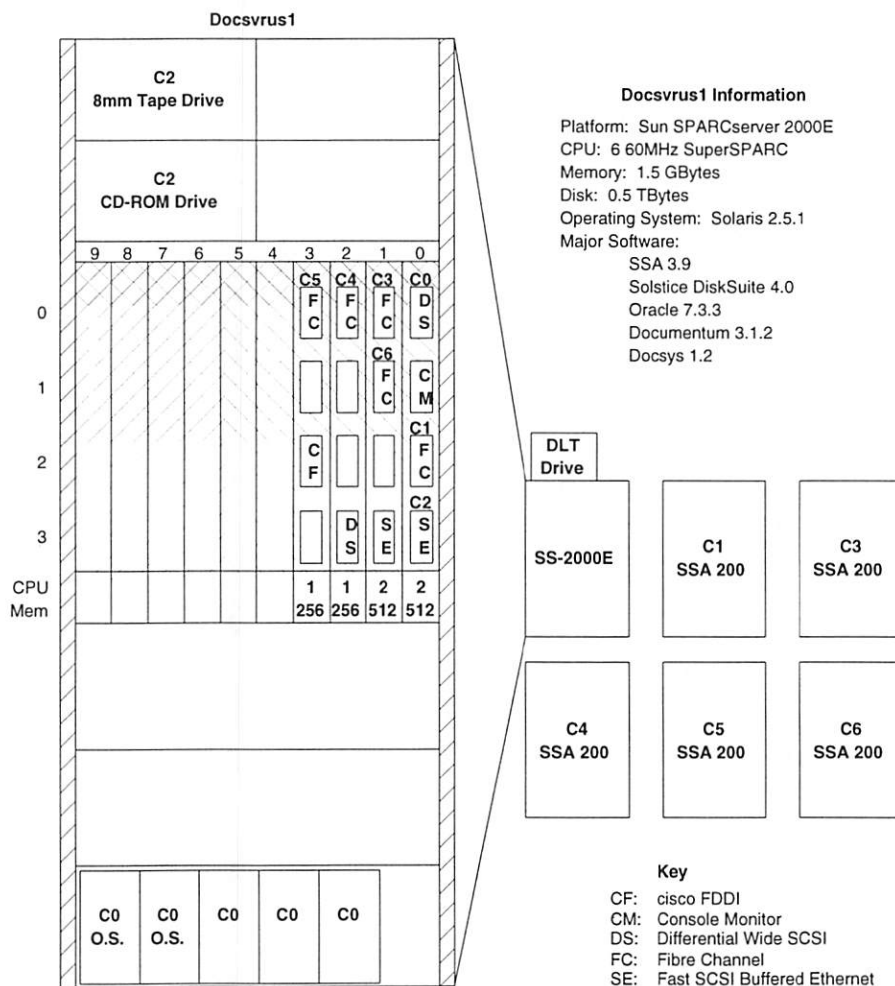 Docsvrus1
C2
8mm Tape Drive
C2
CD-ROM Drive
9 8 7 6 5 4 3 2 1 0
C5 C4 C3 C0
0 F F F D
C C C S
C6
1 F C
C M
C1
2 C F
F C
C2
3 D S S
S E E
CPU 1 1 2 2
Mem 256 256 512 512
C0 C0 C0 C0 C0
O.S. O.S.
Docsvrus1 Information
Platform: Sun SPARCserver 2000E
CPU: 6 60MHz SuperSPARC
Memory: 1.5 GBytes
Disk: 0.5 TBytes
Operating System: Solaris 2.5.1
Major Software:
SSA 3.9
Solstice DiskSuite 4.0
Oracle 7.3.3
Documentum 3.1.2
Docsys 1.2
DLT
Drive
SS-2000E
C1
SSA 200
C3
SSA 200
C4
SSA 200
C5
SSA 200
C6
SSA 200
Key
CF: cisco FDDI
CM: Console Monitor
DS: Differential Wide SCSI
FC: Fibre Channel
SE: Fast SCSI Buffered Ethernet